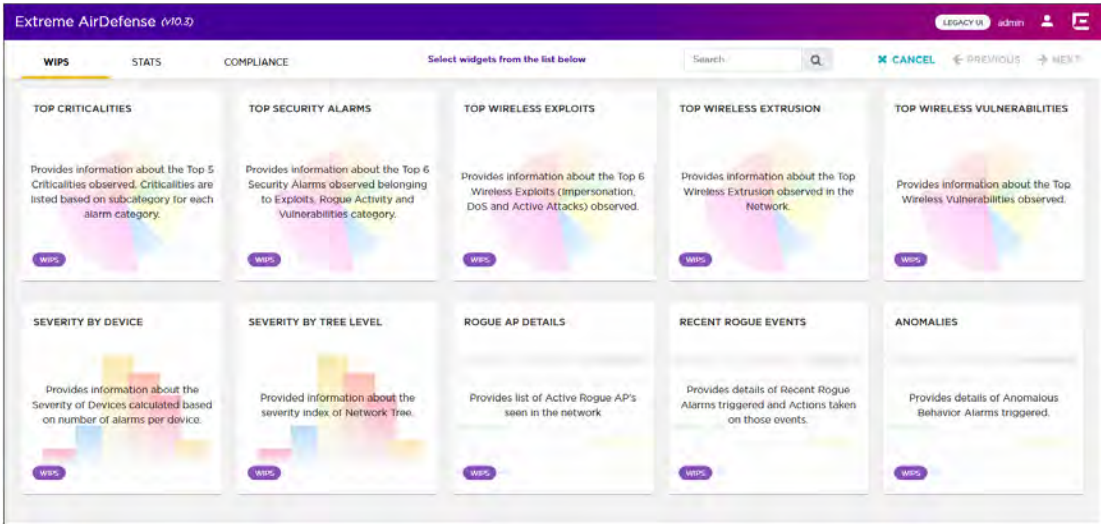 Extreme AirDefense (v10.3)
LEGACY UI admin
WIPS STATS COMPLIANCE Select widgets from the list below Search CANCEL PREVIOUS NEXT
TOP CRITICALITIES
Provides information about the Top 5
Criticalities observed. Criticalities are
listed based on subcategory for each
alarm category.
WIPS
TOP SECURITY ALARMS
Provides information about the Top 6
Security Alarms observed belonging
to Exploits, Rogue Activity and
Vulnerabilities category.
WIPS
TOP WIRELESS EXPLOITS
Provides information about the Top 6
Wireless Exploits (Impersonation,
DoS and Active Attacks) observed.
WIPS
TOP WIRELESS EXTRUSION
Provides information about the Top
Wireless Extrusion observed in the
Network.
WIPS
TOP WIRELESS VULNERABILITIES
Provides information about the Top
Wireless Vulnerabilities observed.
WIPS
SEVERITY BY DEVICE
Provides information about the
Severity of Devices calculated based
on number of alarms per device.
WIPS
SEVERITY BY TREE LEVEL
Provided information about the
severity index of Network Tree.
WIPS
ROGUE AP DETAILS
Provides list of Active Rogue AP's
seen in the network
WIPS
RECENT ROGUE EVENTS
Provides details of Recent Rogue
Alarms triggered and Actions taken
on those events.
WIPS
ANOMALIES
Provides details of Anomalous
Behavior Alarms triggered.
WIPS